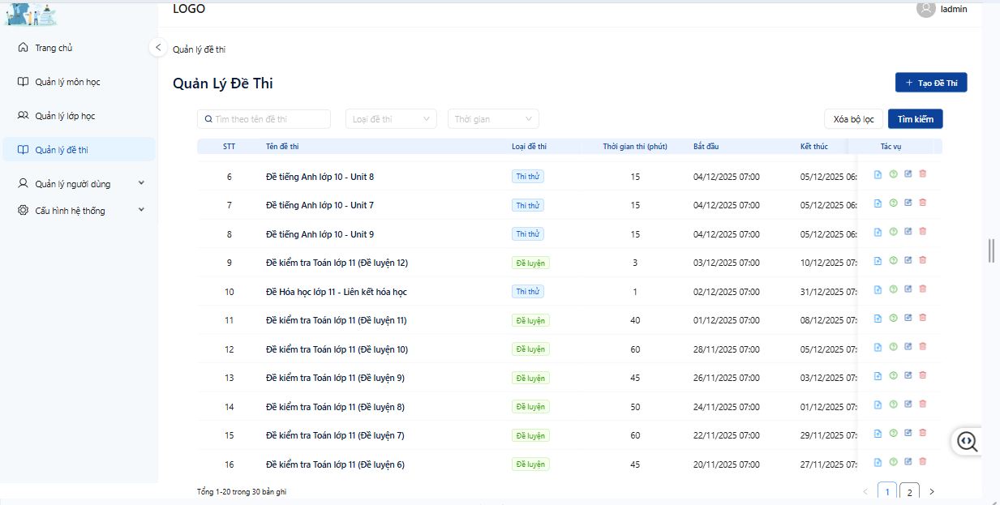 LOGO
ladmin
Trang chủ
Quản lý môn học
Quản lý lớp học
Quản lý đề thi
Quản lý người dùng
Cấu hình hệ thống
Quản lý đề thi
Quản Lý Đề Thi
+ Tạo Đề Thi
Tìm theo tên đề thi
Loại đề thi
Thời gian
Xóa bộ lọc
Tìm kiếm
STT Tên đề thi Loại đề thi Thời gian thi (phút) Bắt đầu Kết thúc Tác vụ
6 Đề tiếng Anh lớp 10 - Unit 8 Thi thử 15 04/12/2025 07:00 05/12/2025 06:
7 Đề tiếng Anh lớp 10 - Unit 7 Thi thử 15 04/12/2025 07:00 05/12/2025 06:
8 Đề tiếng Anh lớp 10 - Unit 9 Thi thử 15 04/12/2025 07:00 05/12/2025 06:
9 Đề kiểm tra Toán lớp 11 (Đề luyện 12) Đề luyện 3 03/12/2025 07:00 10/12/2025 07:
10 Đề Hóa học lớp 11 - Liên kết hóa học Thi thử 1 02/12/2025 07:00 31/12/2025 07:
11 Đề kiểm tra Toán lớp 11 (Đề luyện 11) Đề luyện 40 01/12/2025 07:00 08/12/2025 07:
12 Đề kiểm tra Toán lớp 11 (Đề luyện 10) Đề luyện 60 28/11/2025 07:00 05/12/2025 07:
13 Đề kiểm tra Toán lớp 11 (Đề luyện 9) Đề luyện 45 26/11/2025 07:00 03/12/2025 07:
14 Đề kiểm tra Toán lớp 11 (Đề luyện 8) Đề luyện 50 24/11/2025 07:00 01/12/2025 07:
15 Đề kiểm tra Toán lớp 11 (Đề luyện 7) Đề luyện 60 22/11/2025 07:00 29/11/2025 07:
16 Đề kiểm tra Toán lớp 11 (Đề luyện 6) Đề luyện 45 20/11/2025 07:00 27/11/2025 07:
Tổng 1-20 trong 30 bản ghi
< 1 2 >